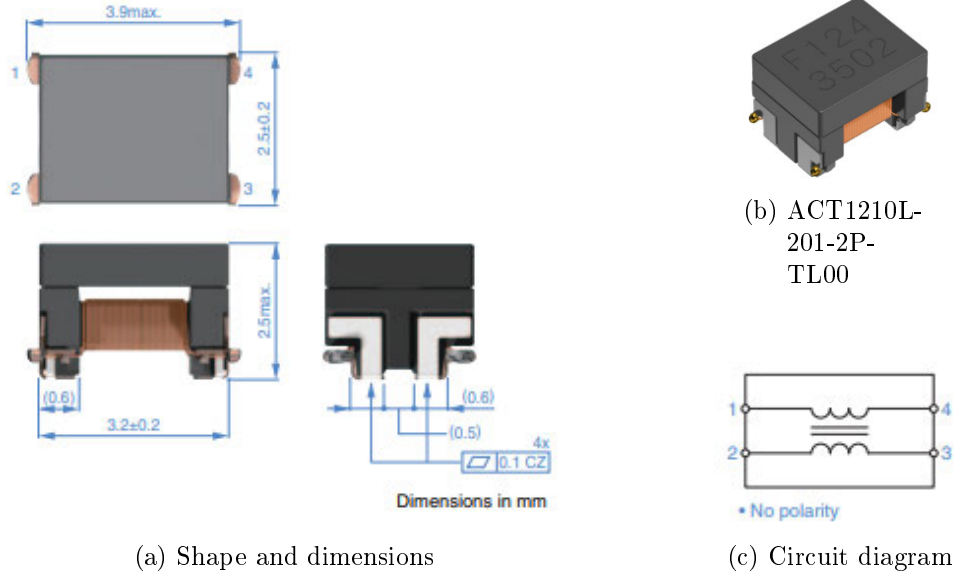 3.9max.
1
4
2.5±0.2
2
3
2.5max.
(0.6)
3.2±0.2
(0.6)
(0.5)
4x
0.1 CZ
Dimensions in mm
(a) Shape and dimensions
F124
3502
(b) ACT1210L-
201-2P-
TL00
1
4
2
3
• No polarity
(c) Circuit diagram